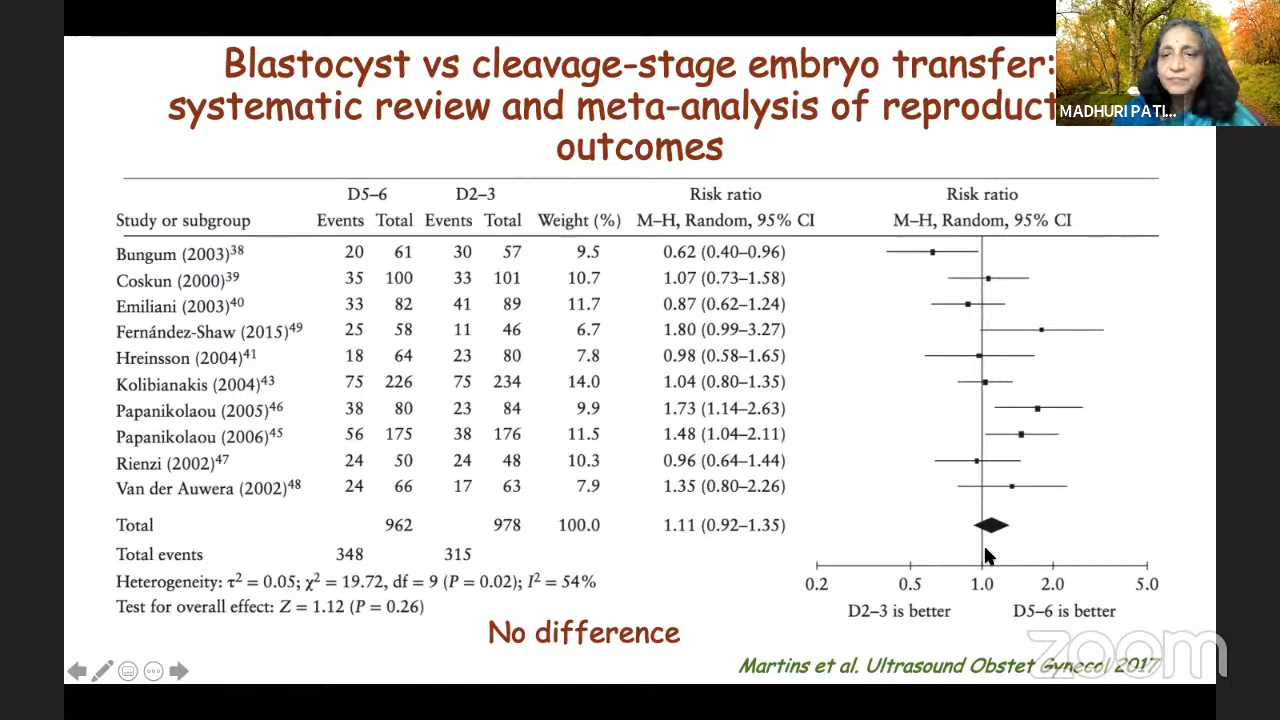 Blastocyst vs cleavage-stage embryo transfer:
systematic review and meta-analysis of reproduct
outcomes
MADHURI PATI...
D5–6 D2–3 Risk ratio Risk ratio
Study or subgroup Events Total Events Total Weight (%) M–H, Random, 95% CI M–H, Random, 95% CI
Bungum (2003)38 20 61 30 57 9.5 0.62 (0.40–0.96)
Coskun (2000)39 35 100 33 101 10.7 1.07 (0.73–1.58)
Emiliani (2003)40 33 82 41 89 11.7 0.87 (0.62–1.24)
Fernández-Shaw (2015)49 25 58 11 46 6.7 1.80 (0.99–3.27)
Hreinsson (2004)41 18 64 23 80 7.8 0.98 (0.58–1.65)
Kolibianakis (2004)43 75 226 75 234 14.0 1.04 (0.80–1.35)
Papanikolaou (2005)46 38 80 23 84 9.9 1.73 (1.14–2.63)
Papanikolaou (2006)45 56 175 38 176 11.5 1.48 (1.04–2.11)
Rienzi (2002)47 24 50 24 48 10.3 0.96 (0.64–1.44)
Van der Auwera (2002)48 24 66 17 63 7.9 1.35 (0.80–2.26)
Total 962 978 100.0 1.11 (0.92–1.35)
Total events 348 315
Heterogeneity: τ2 = 0.05; χ2 = 19.72, df = 9 (P = 0.02); I2 = 54%
Test for overall effect: Z = 1.12 (P = 0.26)
0.2 0.5 1.0 2.0 5.0
D2–3 is better D5–6 is better
No difference
Martins et al. Ultrasound Obstet Gynecol 2017
zoom